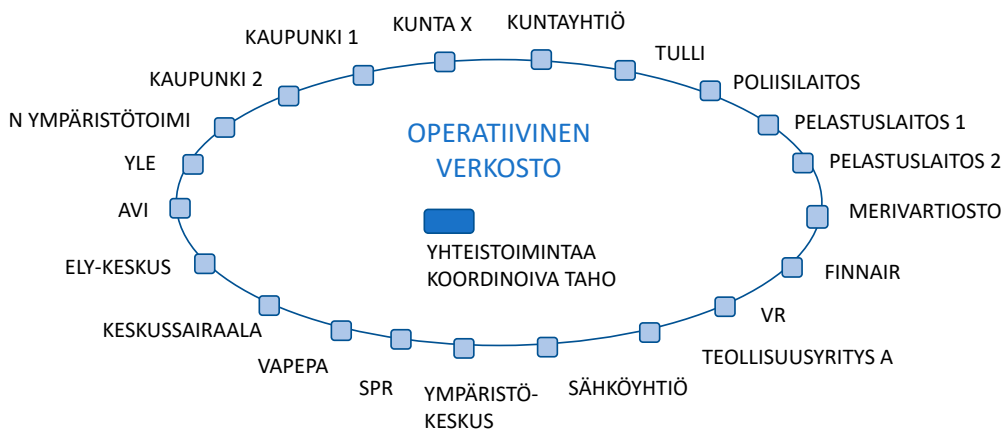 KAUPUNKI 1
KUNTA X
KUNTAYHTIÖ
TULLI
KAUPUNKI 2
POLIISILAITOS
N YMPÄRISTÖTOIMI
PELASTUSLAITOS 1
OPERATIIVINEN
VERKOSTO
YLE
PELASTUSLAITOS 2
AVI
MERIVARTIOSTO
YHTEISTOIMINTAA
KOORDINOIVA TAHO
ELY-KESKUS
FINNAIR
KESKUSSAIRAALA
VR
VAPEPA
TEOLLISUUSYRITYS A
SPR
YMPÄRISTÖ-
KESKUS
SÄHKÖYHTIÖ